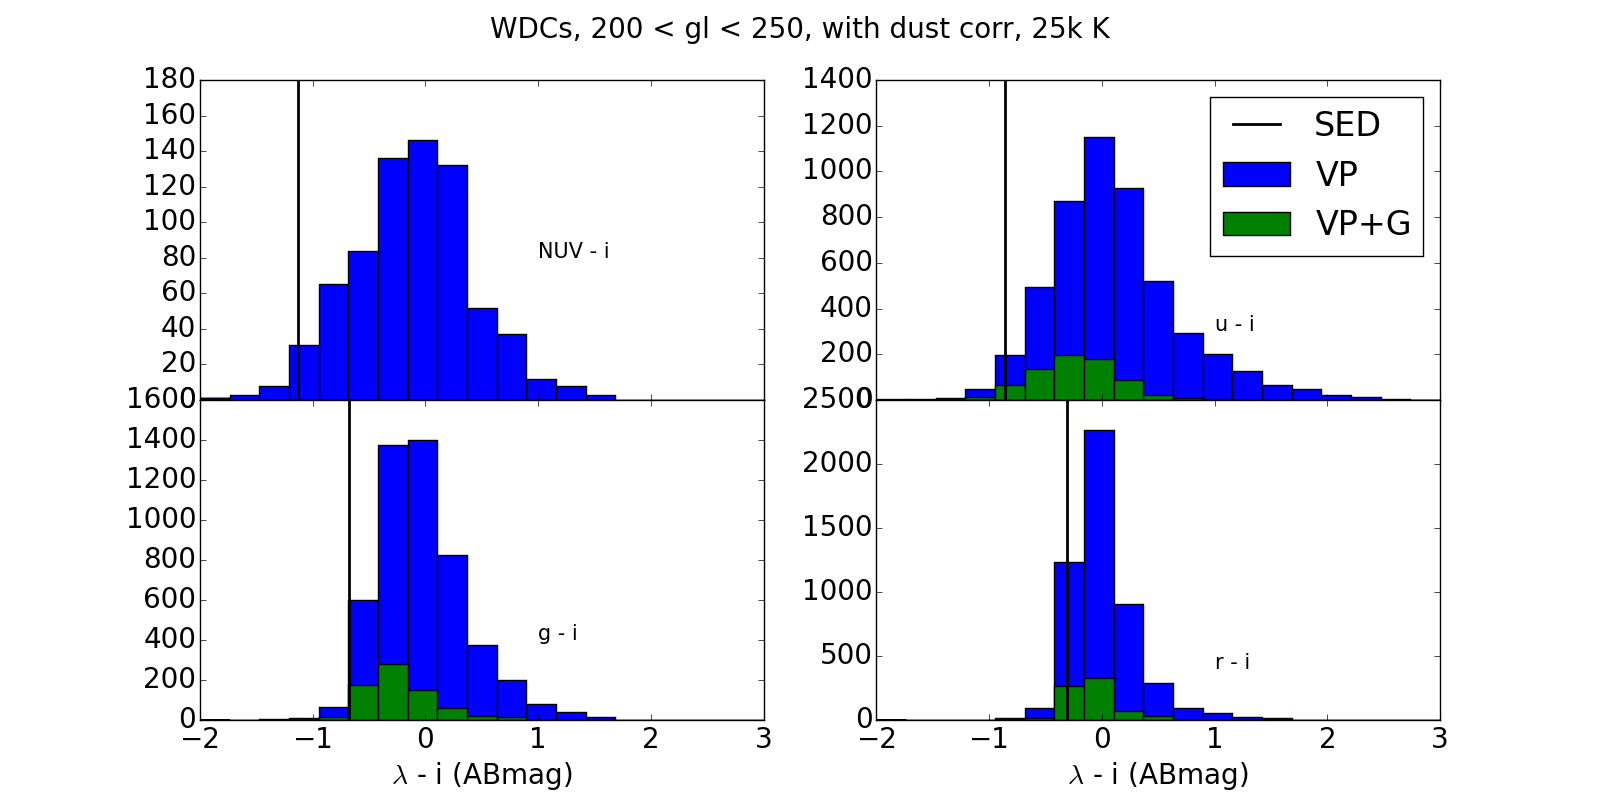 WDCs, 200 < gl < 250, with dust corr, 25k K
180
160
140
120
100
80
60
40
20
NUV - i
1400
1200
1000
800
600
400
200
0
SED
VP
VP+G
u - i
1600
1400
1200
1000
800
600
400
200
0
g - i
−2 −1 0 1 2 3
λ - i (ABmag)
2500
2000
1500
1000
500
0
r - i
−2 −1 0 1 2 3
λ - i (ABmag)